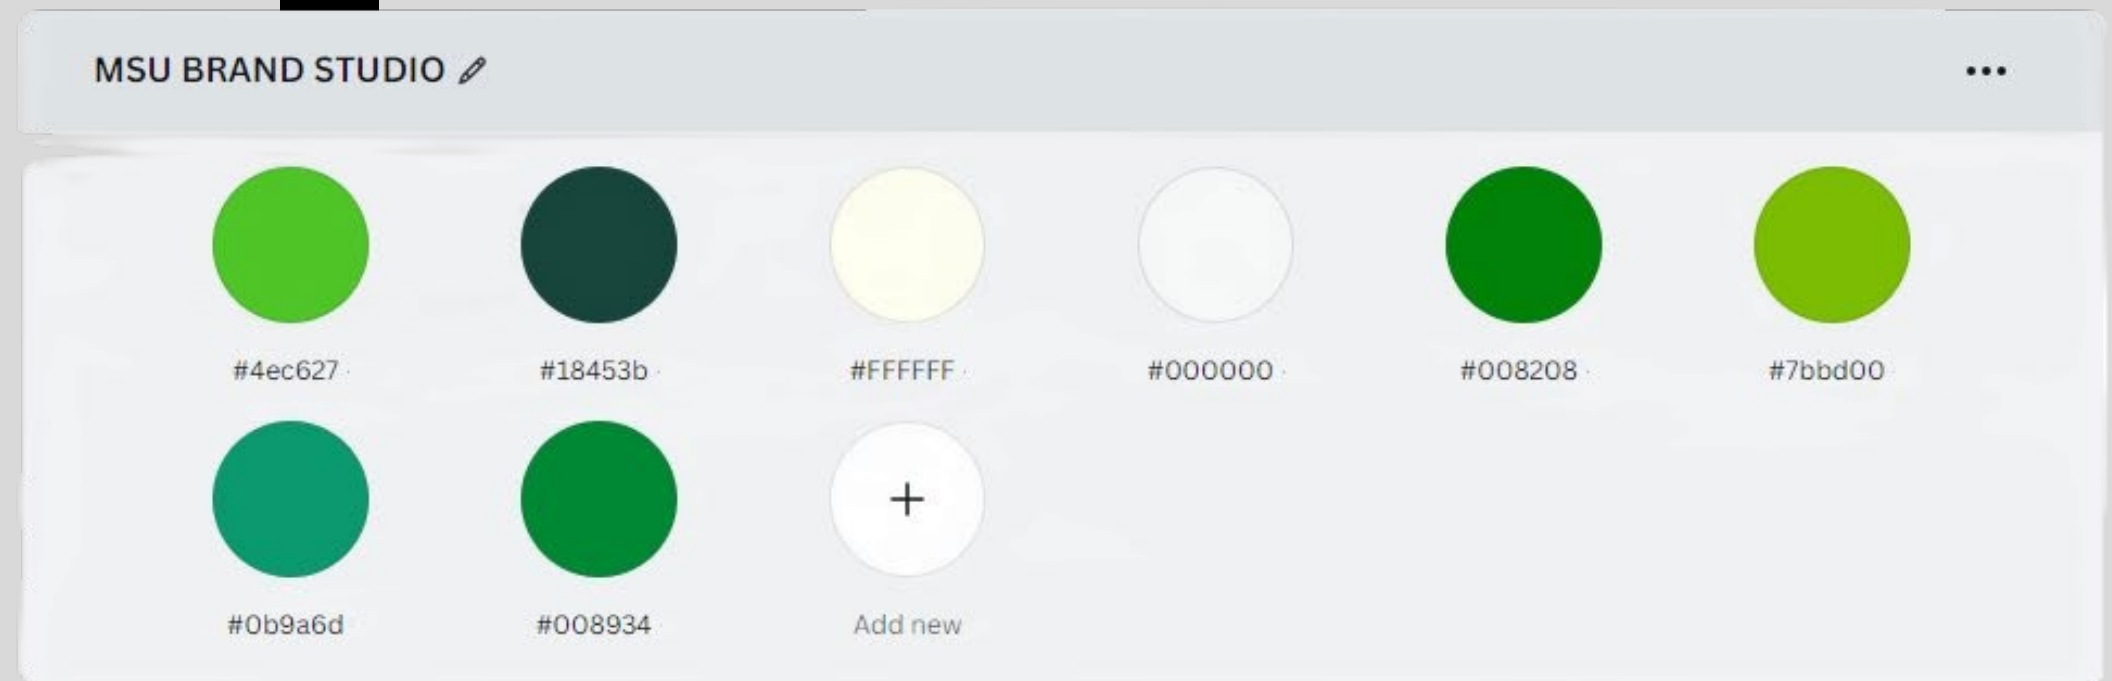 MSU BRAND STUDIO
#4ec627 #18453b #FFFFFF #000000 #008208 #7bbd00
#0b9a6d #008934 Add new